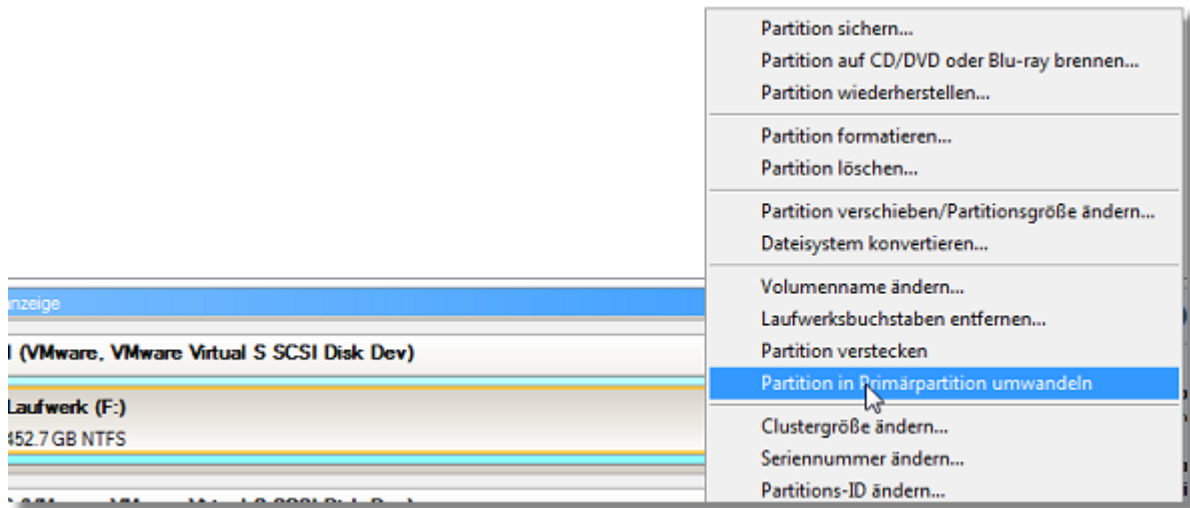 Partition sichern...
Partition auf CD/DVD oder Blu-ray brennen...
Partition wiederherstellen...
Partition formatieren...
Partition löschen...
Partition verschieben/Partitionsgröße ändern...
Dateisystem konvertieren...
Volumenname ändern...
Laufwerksbuchstaben entfernen...
Partition verstecken
Partition in Primärpartition umwandeln
Clustergröße ändern...
Seriennummer ändern...
Partitions-ID ändern...
nzeige
(VMware, VMware Virtual S SCSI Disk Dev)
Laufwerk (F:)
452.7 GB NTFS